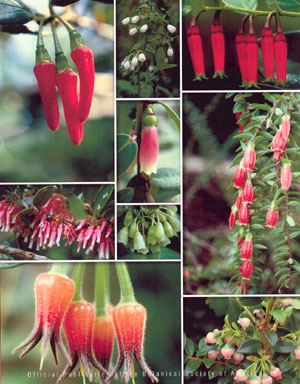 Official Publication of the Botanical Society of America